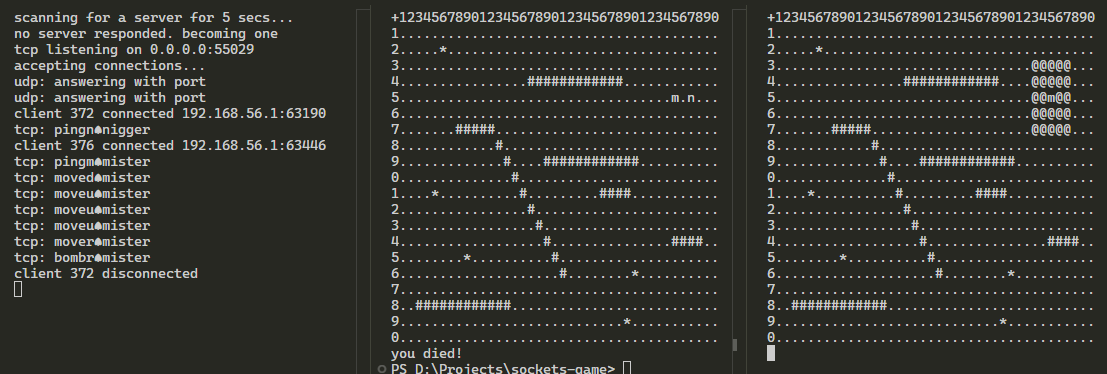 scanning for a server for 5 secs...
no server responded. becoming one
tcp listening on 0.0.0.0:55029
accepting connections...
udp: answering with port
udp: answering with port
client 372 connected 192.168.56.1:63190
tcp: pingn♠nigger
client 376 connected 192.168.56.1:63446
tcp: pingm♠mister
tcp: moved♠mister
tcp: moveu♠mister
tcp: moveu♠mister
tcp: moveu♠mister
tcp: mover♠mister
tcp: bombr♠mister
client 372 disconnected
+1234567890123456789012345678901234567890
1........................................
2.....*..................................
3........................................
4................############............
5..................................m.n...
6........................................
7.......#####............................
8............#...........................
9.............#....############..........
0..............#.........................
1....*..........#.........####...........
2................#.......................
3.................#......................
4..................#...............####..
5........*..........#....................
6....................#........*..........
7........................................
8..############..........................
9............................*...........
0........................................
you died!
PS D:\Projects\sockets-game>
+1234567890123456789012345678901234567890
1........................................
2.....*..................................
3................................@@@@@...
4................############....@@@@@...
5................................@@m@@...
6................................@@@@@...
7.......#####....................@@@@@...
8............#...........................
9.............#....############..........
0..............#.........................
1....*..........#.........####...........
2................#.......................
3.................#......................
4..................#...............####..
5........*..........#....................
6....................#........*..........
7........................................
8..############..........................
9............................*...........
0........................................